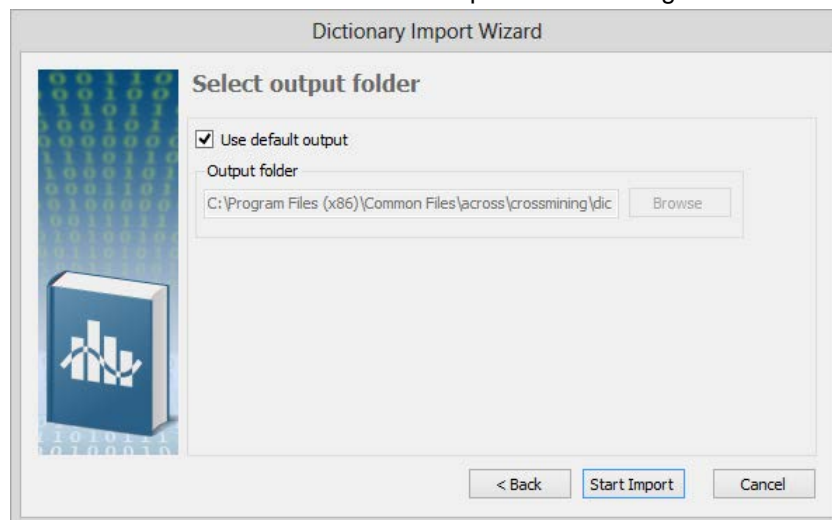 Dictionary Import Wizard
Select output folder
Use default output
Output folder
C:\Program Files (x86)\Common Files\across\crossmining\dic
Browse
< Back
Start Import
Cancel